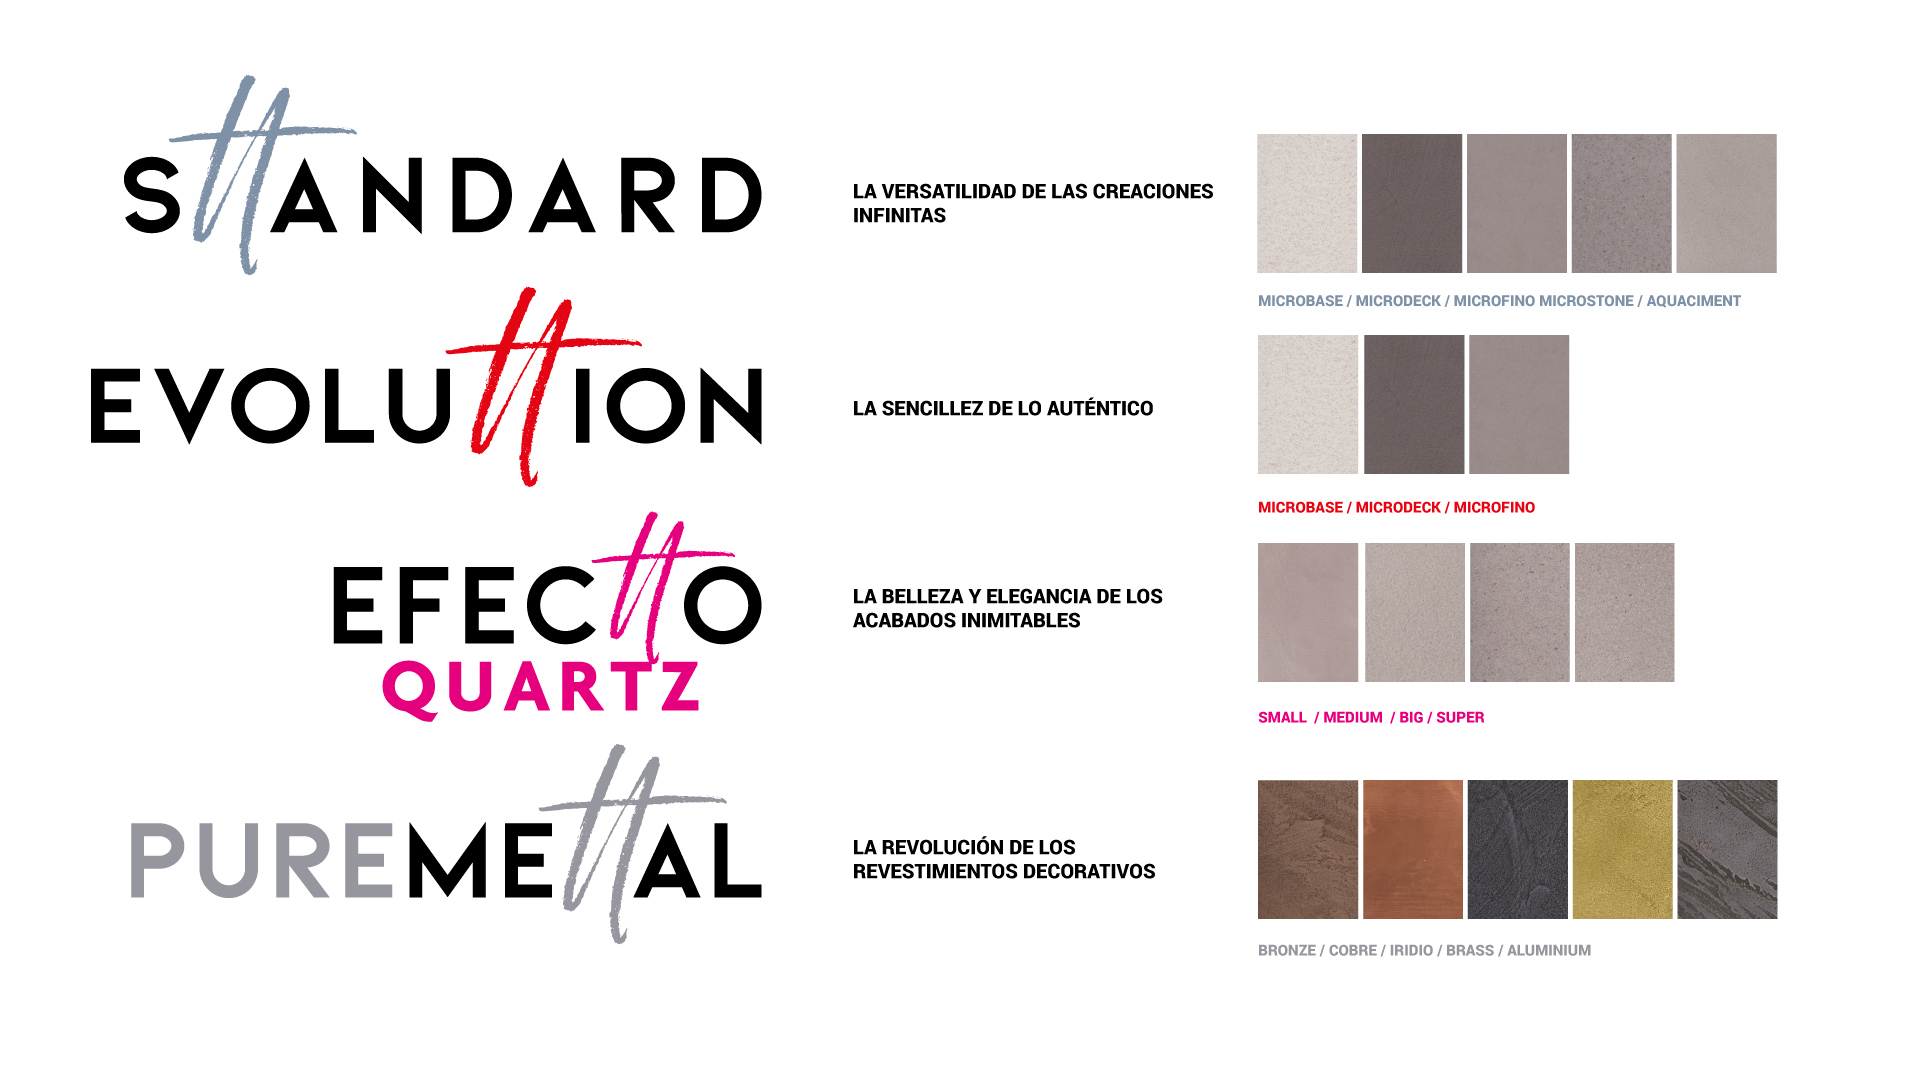 STTANDARD
LA VERSATILIDAD DE LAS CREACIONES
INFINITAS
MICROBASE / MICRODECK / MICROFINO MICROSTONE / AQUACIMENT
EVOLUTTION
LA SENCILLEZ DE LO AUTÉNTICO
MICROBASE / MICRODECK / MICROFINO
EFECTTO
QUARTZ
LA BELLEZA Y ELEGANCIA DE LOS
ACABADOS INIMITABLES
SMALL / MEDIUM / BIG / SUPER
PUREMETTAL
LA REVOLUCIÓN DE LOS
REVESTIMIENTOS DECORATIVOS
BRONZE / COBRE / IRIDIO / BRASS / ALUMINIUM